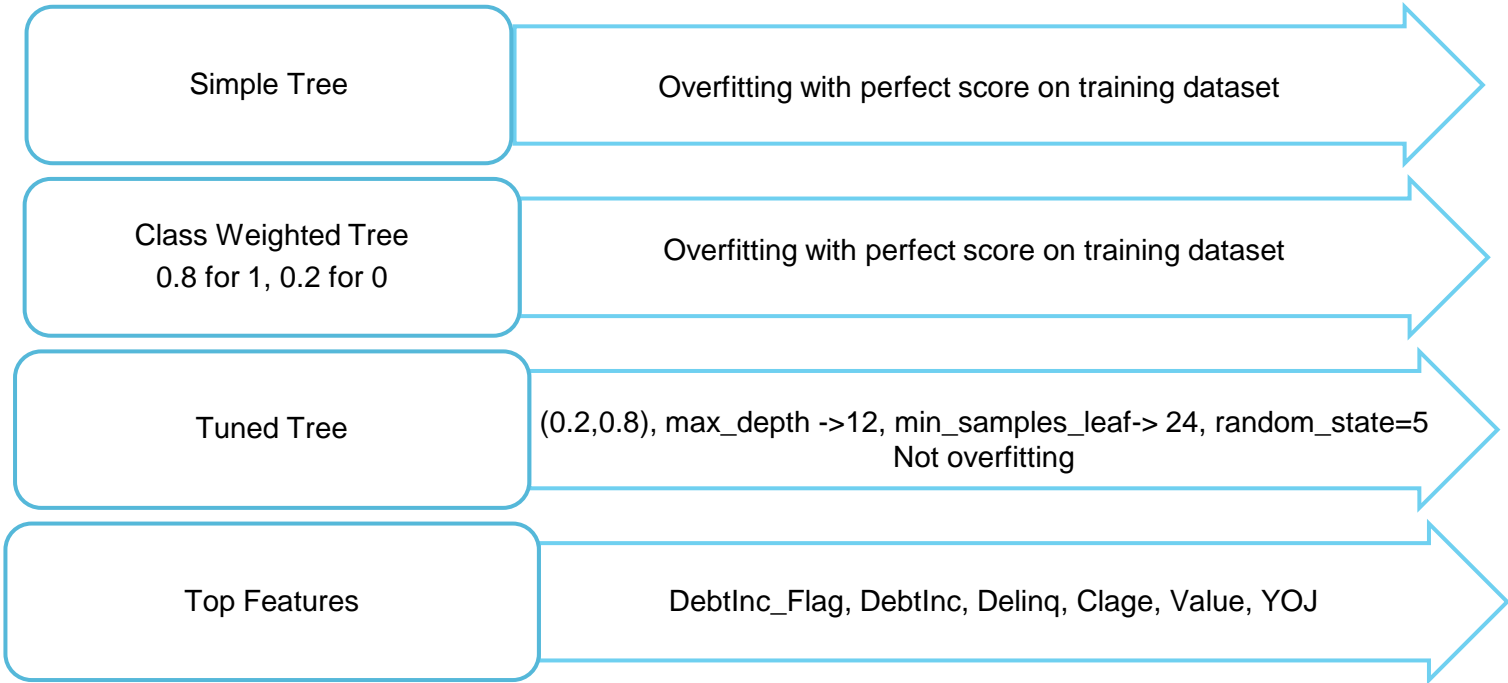 Simple Tree
Overfitting with perfect score on training dataset
Class Weighted Tree
0.8 for 1, 0.2 for 0
Overfitting with perfect score on training dataset
Tuned Tree
(0.2,0.8), max_depth ->12, min_samples_leaf-> 24, random_state=5
Not overfitting
Top Features
DebtInc_Flag, DebtInc, Delinq, Clage, Value, YOJ